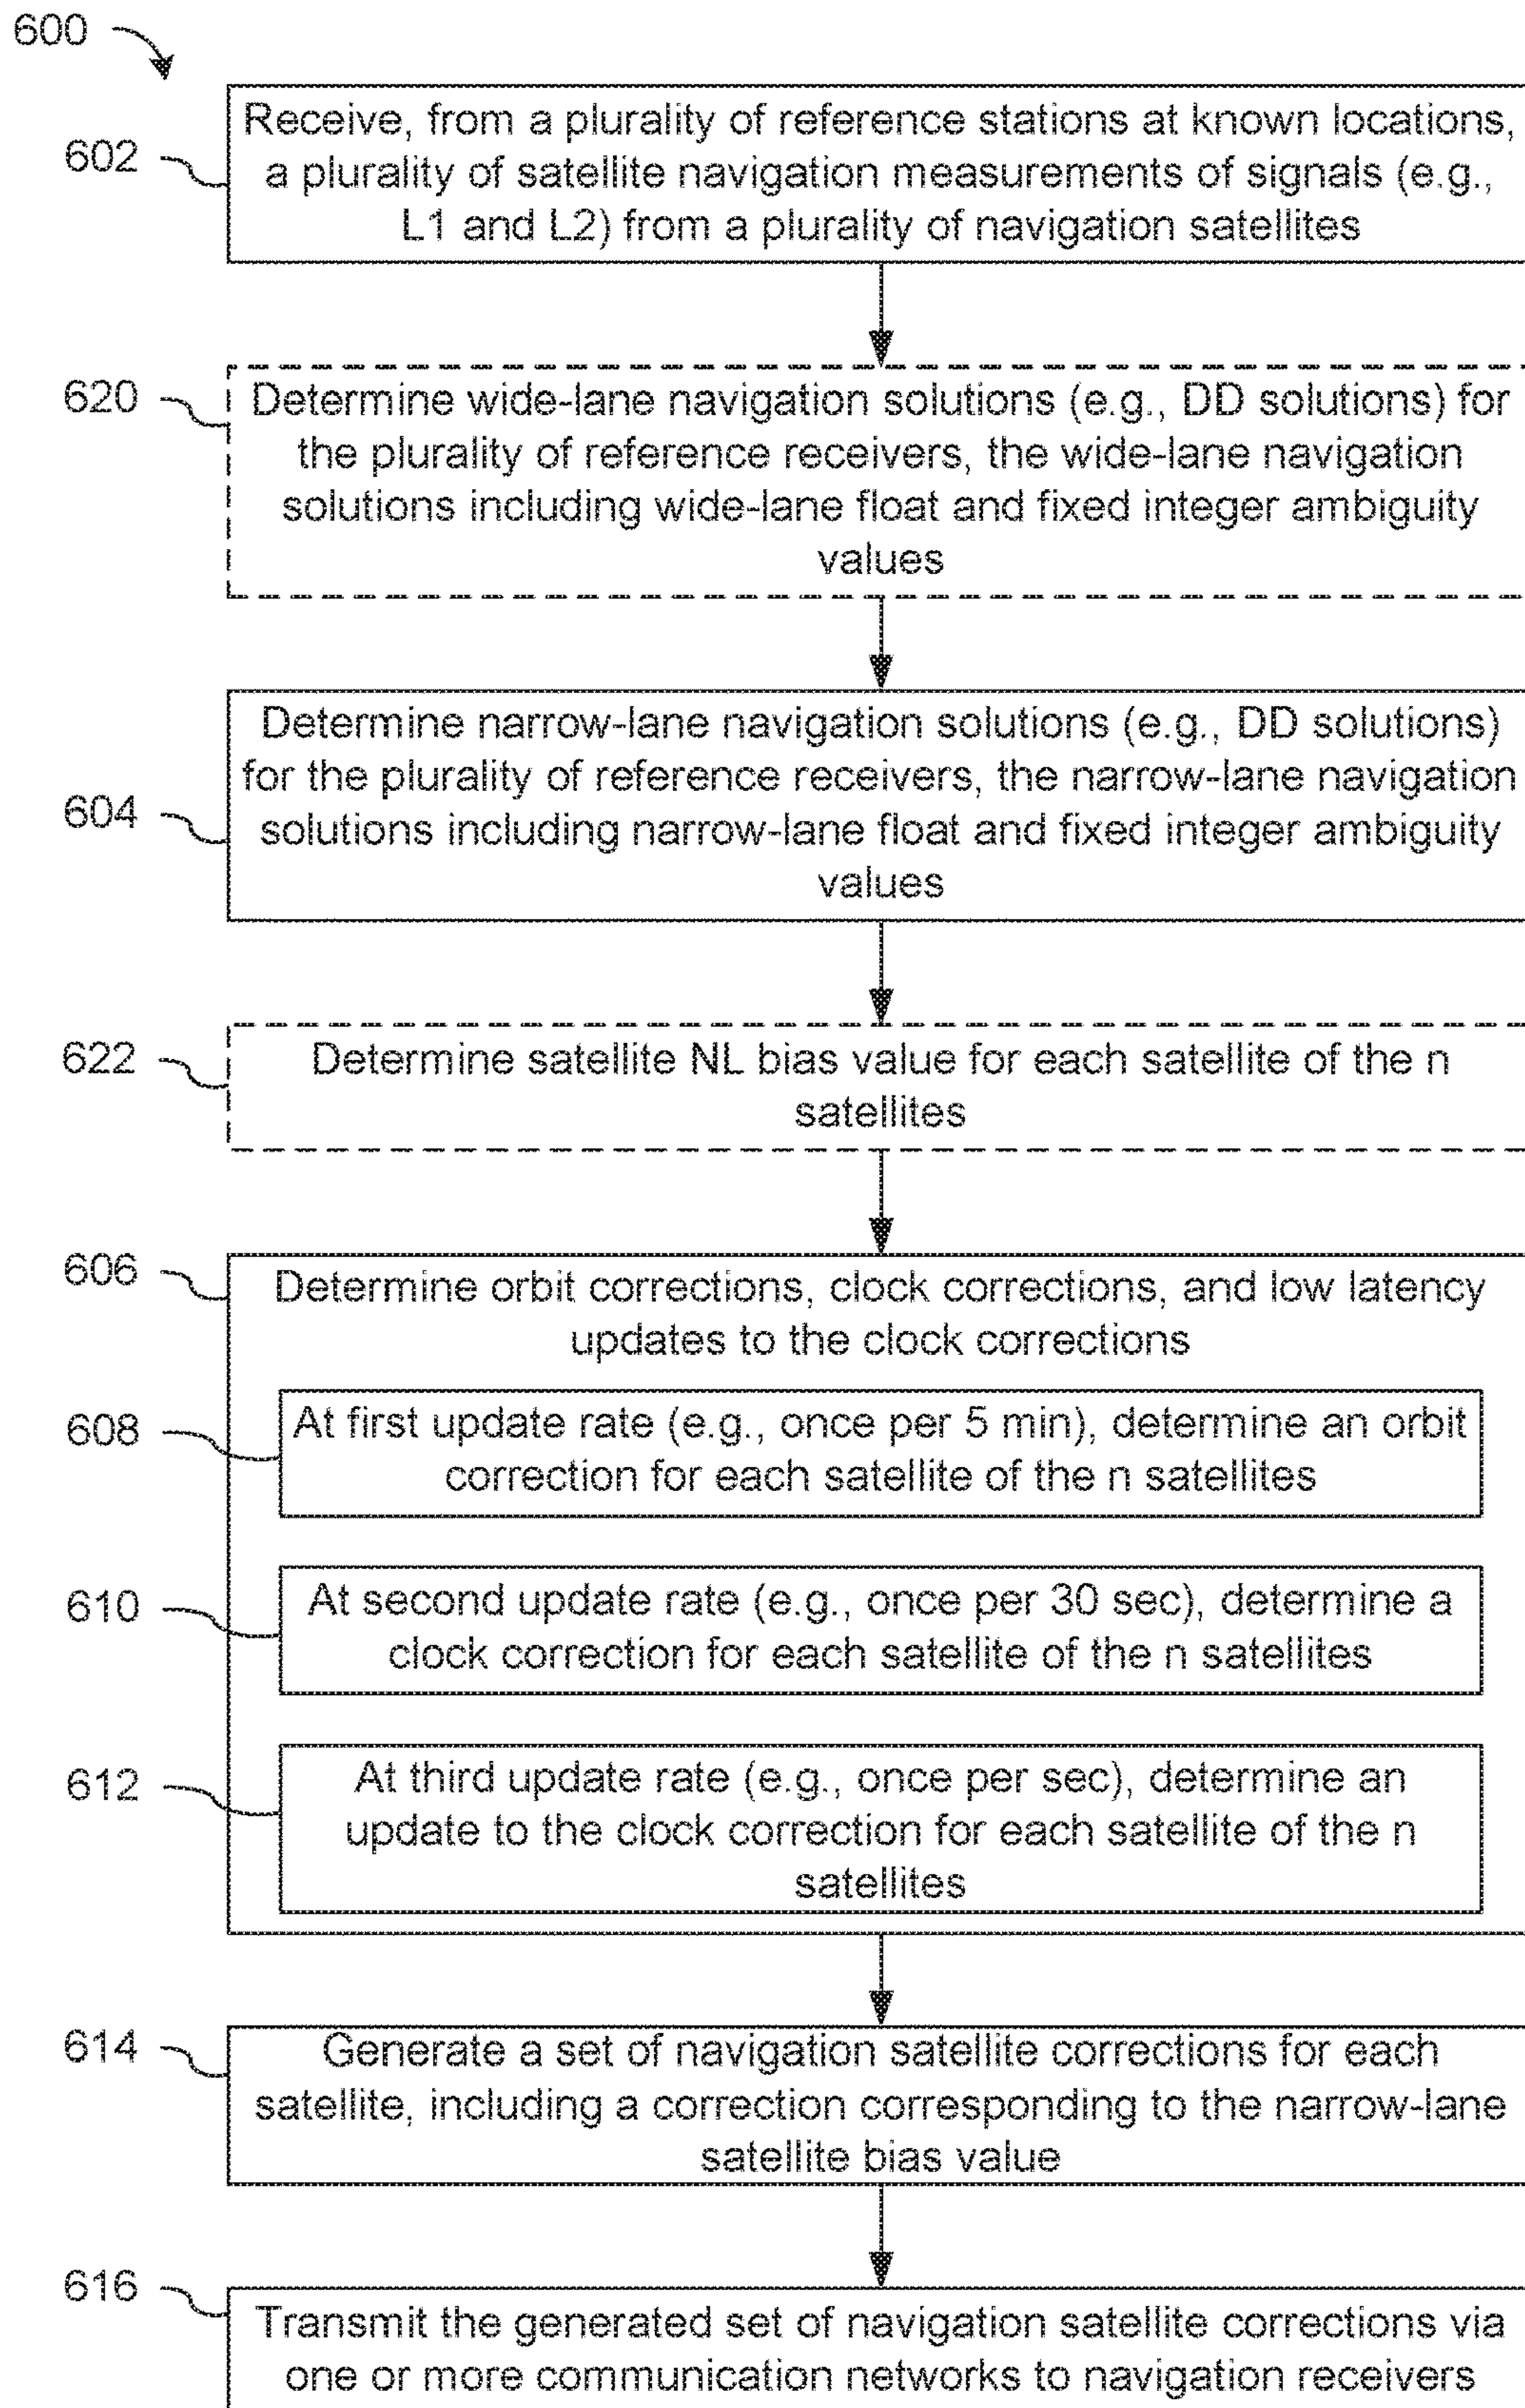 600
602
Receive, from a plurality of reference stations at known locations,
a plurality of satellite navigation measurements of signals (e.g.,
L1 and L2) from a plurality of navigation satellites
620
Determine wide-lane navigation solutions (e.g., DD solutions) for
the plurality of reference receivers, the wide-lane navigation
solutions including wide-lane float and fixed integer ambiguity
values
604
Determine narrow-lane navigation solutions (e.g., DD solutions)
for the plurality of reference receivers, the narrow-lane navigation
solutions including narrow-lane float and fixed integer ambiguity
values
622
Determine satellite NL bias value for each satellite of the n
satellites
606
Determine orbit corrections, clock corrections, and low latency
updates to the clock corrections
608
At first update rate (e.g., once per 5 min), determine an orbit
correction for each satellite of the n satellites
610
At second update rate (e.g., once per 30 sec), determine a
clock correction for each satellite of the n satellites
612
At third update rate (e.g., once per sec), determine an
update to the clock correction for each satellite of the n
satellites
614
Generate a set of navigation satellite corrections for each
satellite, including a correction corresponding to the narrow-lane
satellite bias value
616
Transmit the generated set of navigation satellite corrections via
one or more communication networks to navigation receivers